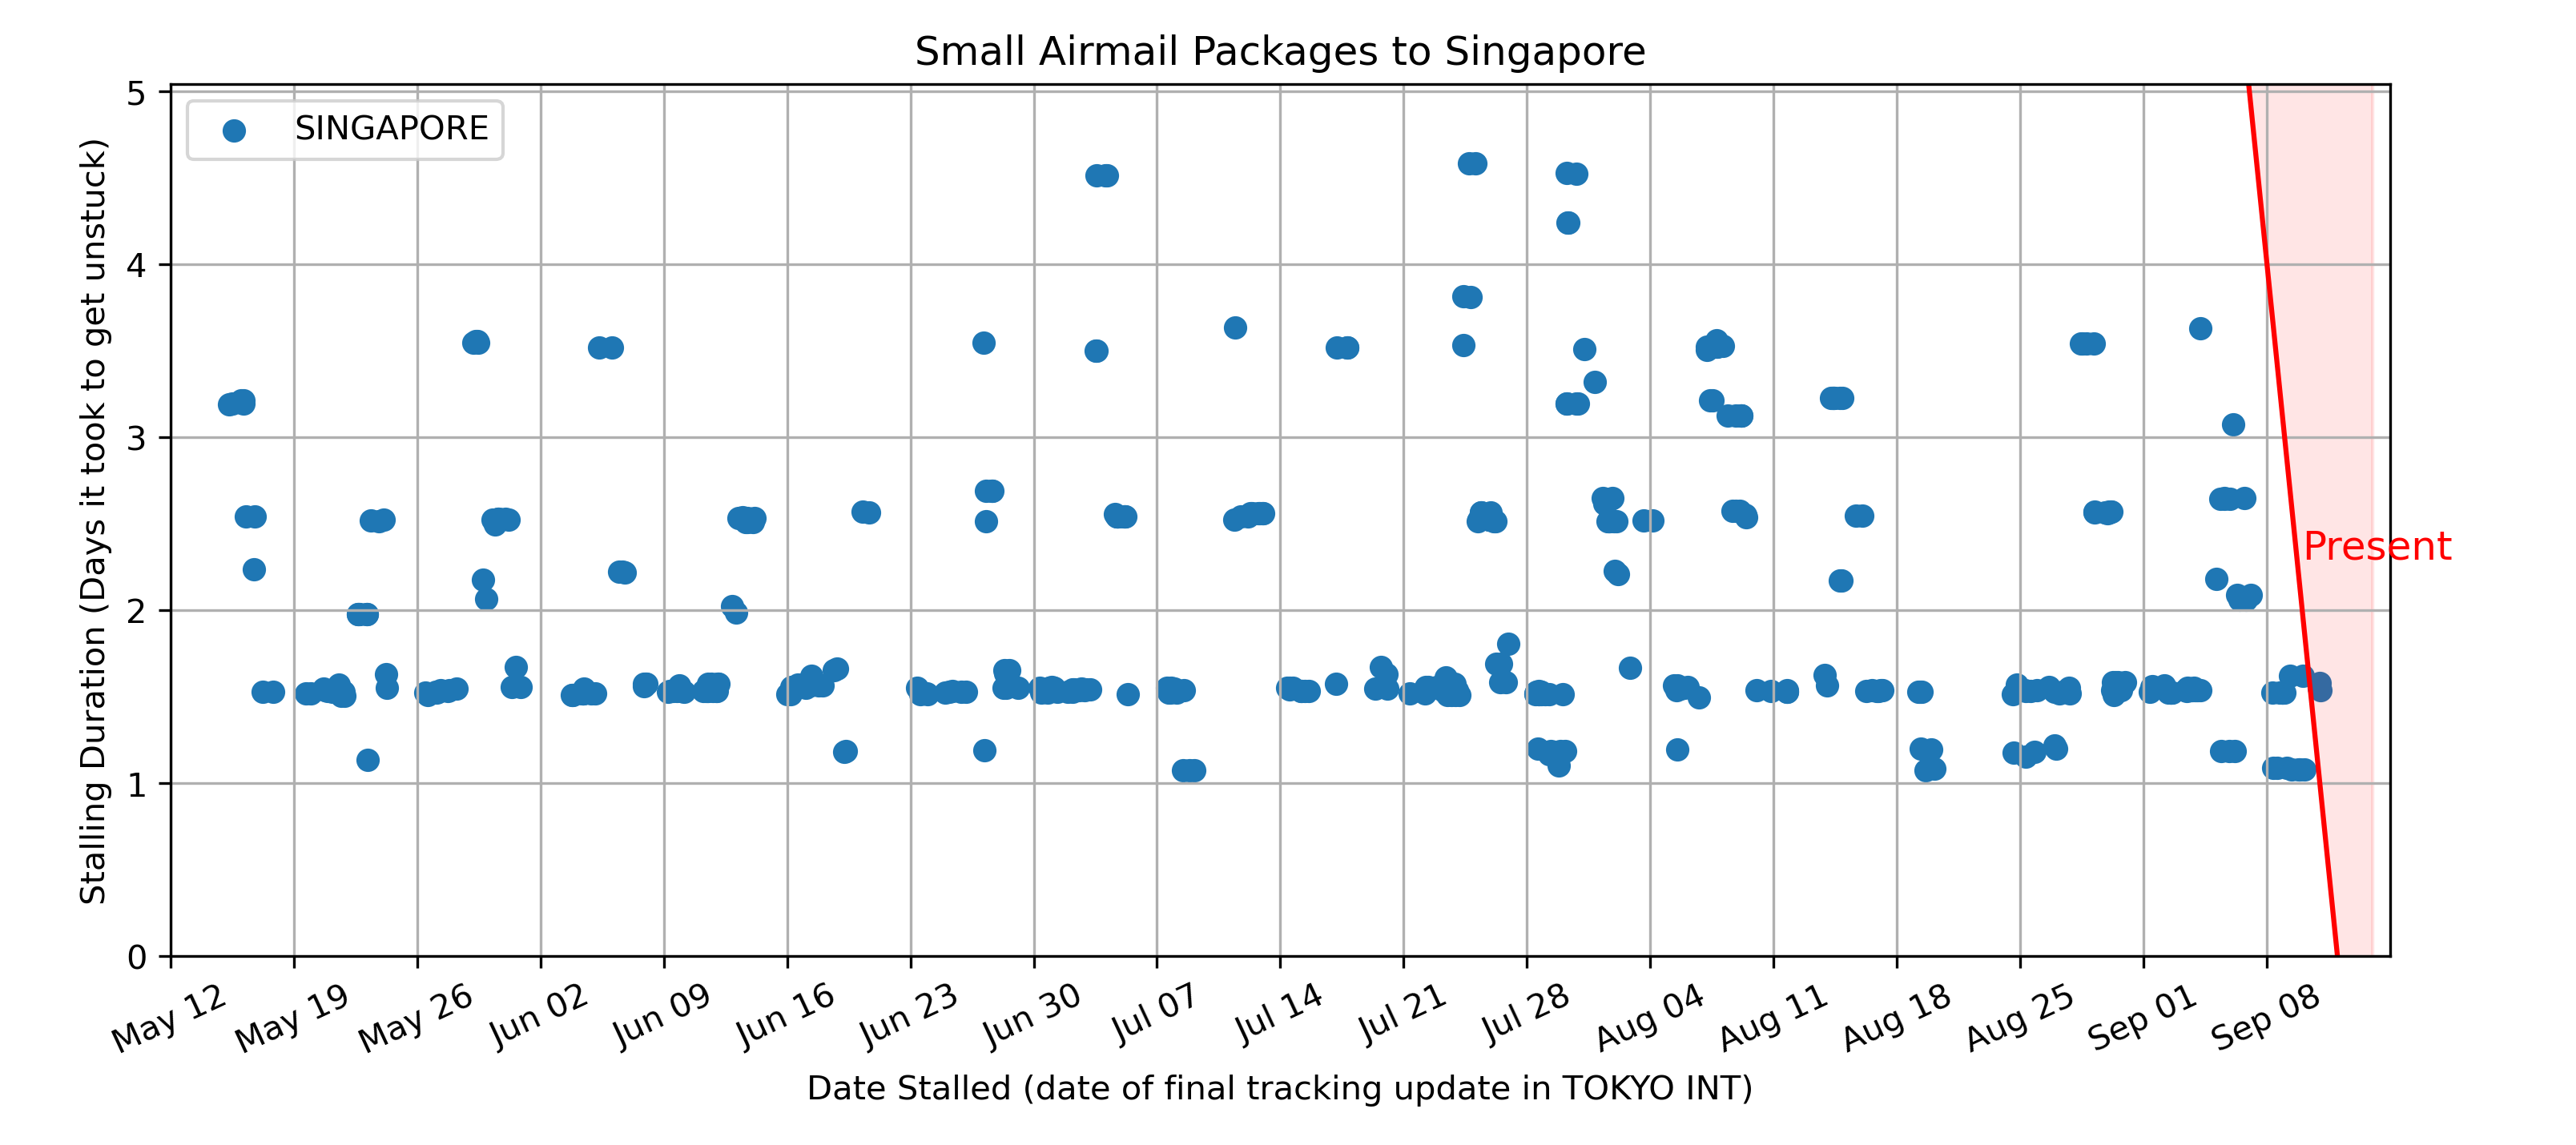 Small Airmail Packages to Singapore
SINGAPORE
Stalling Duration (Days it took to get unstuck)
5
4
3
2
1
0
Present
May 12
May 19
May 26
Jun 02
Jun 09
Jun 16
Jun 23
Jun 30
Jul 07
Jul 14
Jul 21
Jul 28
Aug 04
Aug 11
Aug 18
Aug 25
Sep 01
Sep 08
Date Stalled (date of final tracking update in TOKYO INT)